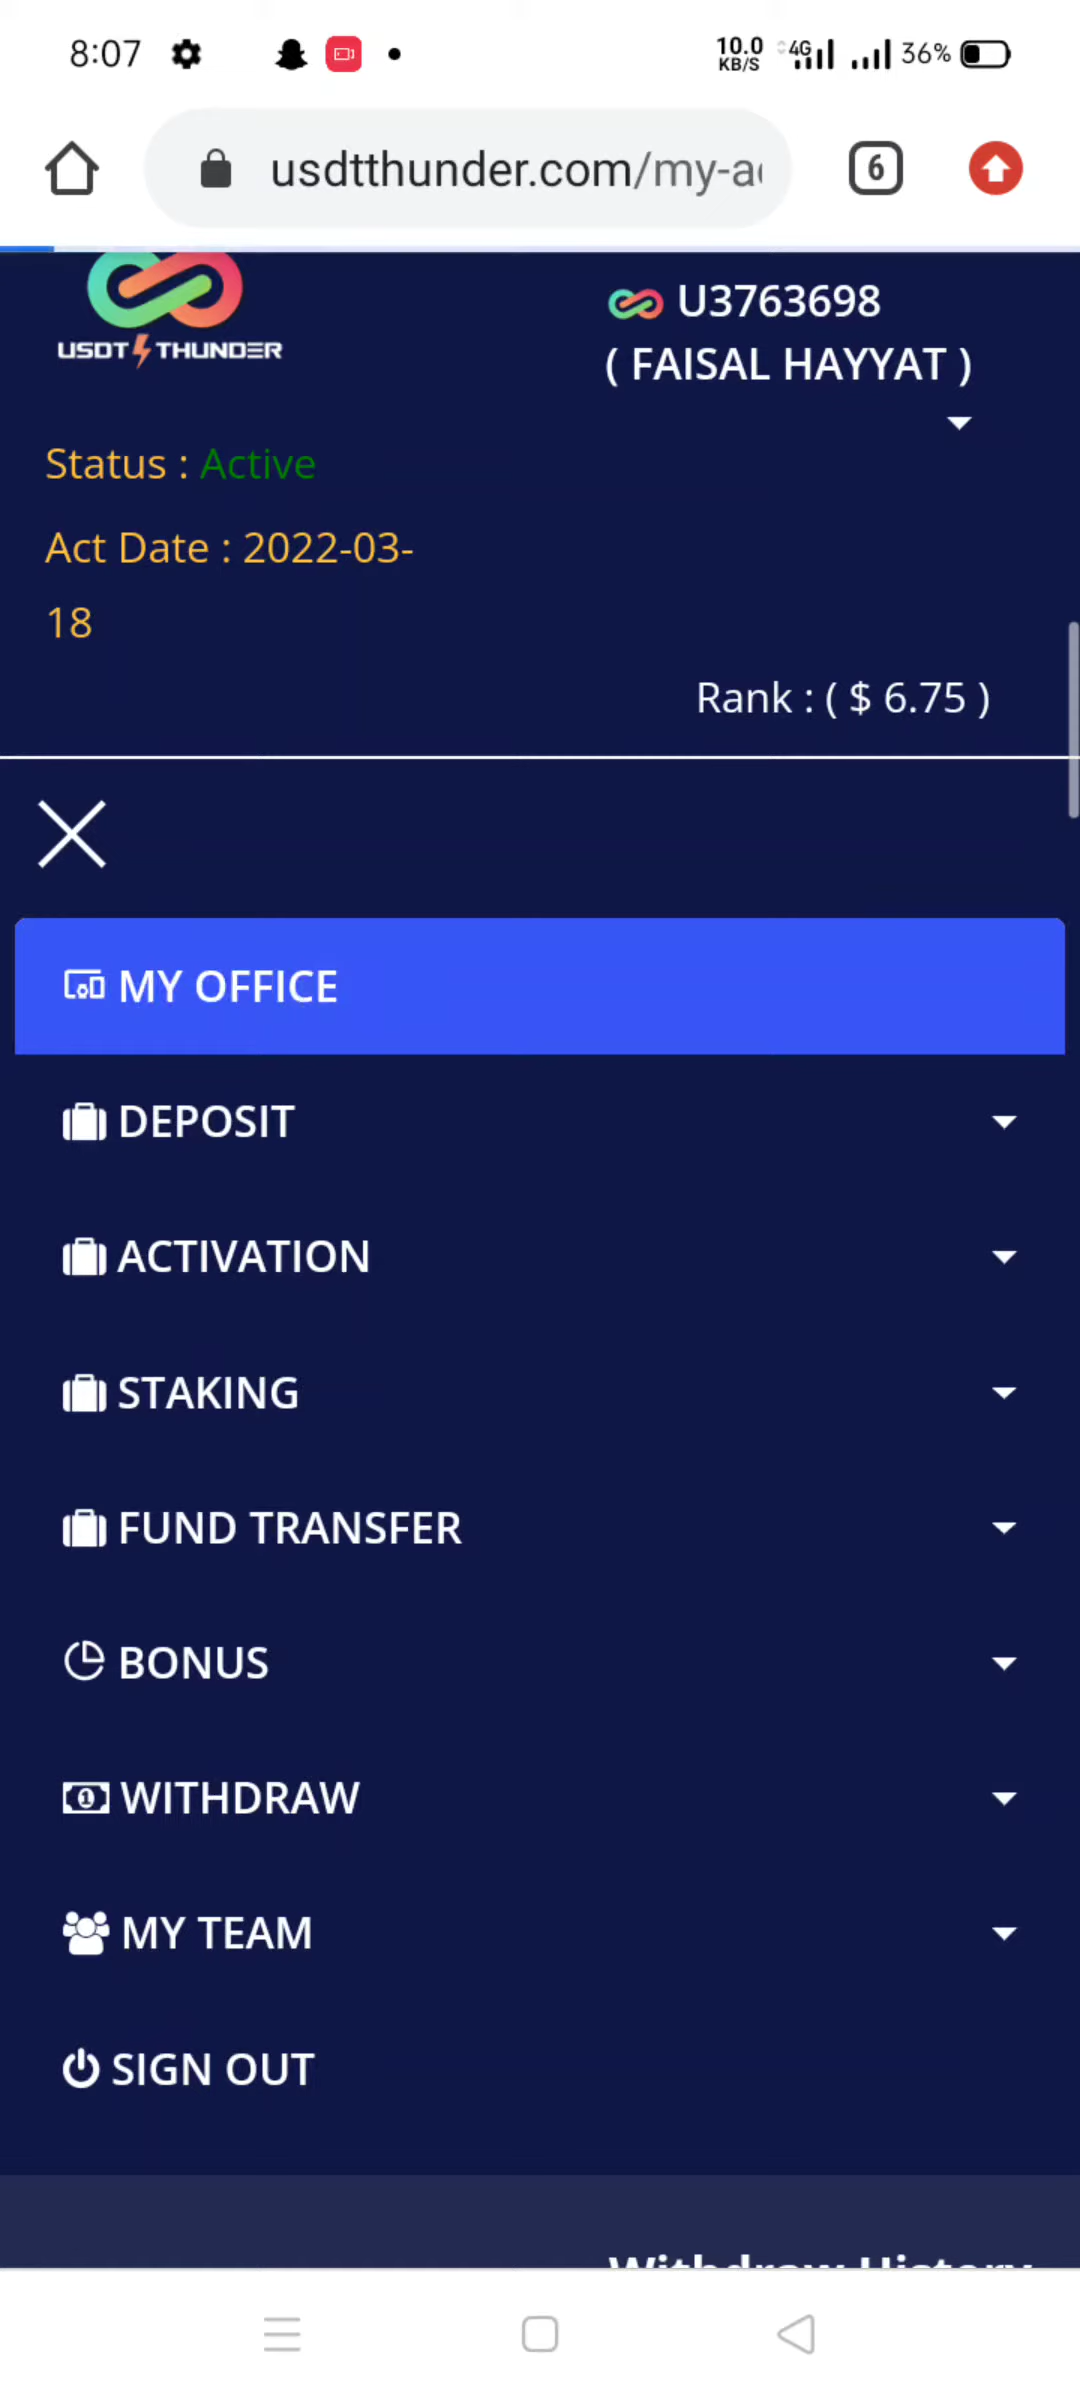 8:07
10.0 KB/S 4G 36%
usdtthunder.com/my-a
6
USDT THUNDER
U3763698
( FAISAL HAYYAT )
Status : Active
Act Date : 2022-03-
18
Rank : ( $ 6.75 )
MY OFFICE
DEPOSIT
ACTIVATION
STAKING
FUND TRANSFER
BONUS
WITHDRAW
MY TEAM
SIGN OUT
Withdraw History